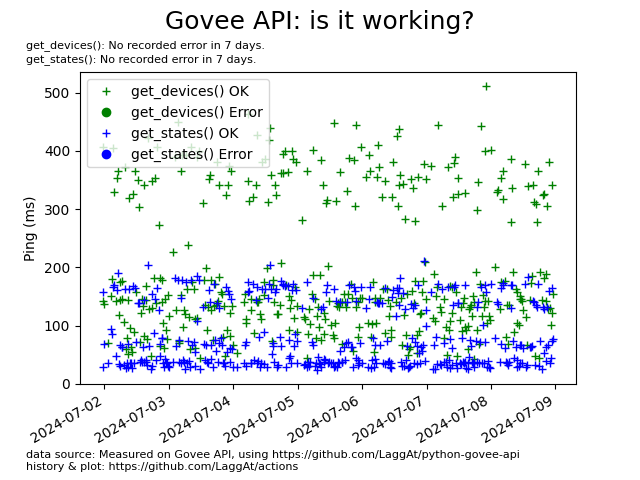 Govee API: is it working?
get_devices(): No recorded error in 7 days.
get_states(): No recorded error in 7 days.
get_devices() OK
get_devices() Error
get_states() OK
get_states() Error
Ping (ms)
500
400
300
200
100
0
2024-07-02
2024-07-03
2024-07-04
2024-07-05
2024-07-06
2024-07-07
2024-07-08
2024-07-09
data source: Measured on Govee API, using https://github.com/LaggAt/python-govee-api
history & plot: https://github.com/LaggAt/actions